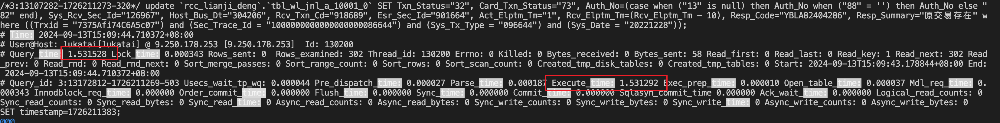 /*3:13107282-1726211273-320*/ update `rcc_lianji_deng`.`tbl_wl_jnl_a_10001_0` SET Txn_Status="32", Card_Txn_Status="73", Auth_No=(case when ("13" is null) then Auth_No when ("88" = '') then Auth_No else "
82" end), Sys_Rcv_Sec_Id="126967", Host_Bus_Dt="304206", Rcv_Txn_Cd="918689", Esr_Sec_Id="901664", Act_Elptm_Tm="1", Rcv_Elptm_Tm=(Rcv_Elptm_Tm - 10), Resp_Code="YBLA82404286", Resp_Summary="原交易存在" w
here ((Trxid = "7375Afi74C6A5c07") and (Sec_Trace_Id = "1000000000000000000086644") and (Sys_Tx_Type = "096644") and (Sys_Date = "20221228"));
# Time: 2024-09-13T15:09:44.710372+08:00
# User@Host: lukatai[lukatai] @ 9.250.178.253 [9.250.178.253]  Id: 130200
# Query_time: 1.531528 Lock_time: 0.000343 Rows_sent: 0  Rows_examined: 302 Thread_id: 130200 Errno: 0 Killed: 0 Bytes_received: 0 Bytes_sent: 58 Read_first: 0 Read_last: 0 Read_key: 1 Read_next: 302 Read
_prev: 0 Read_rnd: 0 Read_rnd_next: 0 Sort_merge_passes: 0 Sort_range_count: 0 Sort_rows: 0 Sort_scan_count: 0 Created_tmp_disk_tables: 0 Created_tmp_tables: 0 Start: 2024-09-13T15:09:43.178844+08:00 End:
 2024-09-13T15:09:44.710372+08:00
# Query_id: 3:13172812-1726211269-503 Usecs_wait_tp_wq: 0.000044 Pre_dispatch_time: 0.000027 Parse_time: 0.000187 Execute_time: 1.531292 Exec_prep_time: 0.000010 Open_table_time: 0.000037 Mdl_req_time: 0.
000343 Innodblock_req_time: 0.000000 Order_commit_time: 0.000000 Flush_time: 0.000000 Sync_time: 0.000000 Commit_time: 0.000000 Sqlasyn_commit_time 0.000000 Ack_wait_time: 0.000000 Logical_read_counts: 0
Sync_read_counts: 0 Sync_read_bytes: 0 Sync_read_time: 0 Async_read_counts: 0 Async_read_bytes: 0 Sync_write_counts: 0 Sync_write_bytes: 0 Sync_write_time: 0 Async_write_counts: 0 Async_write_bytes: 0
SET timestamp=1726211383;
@@@